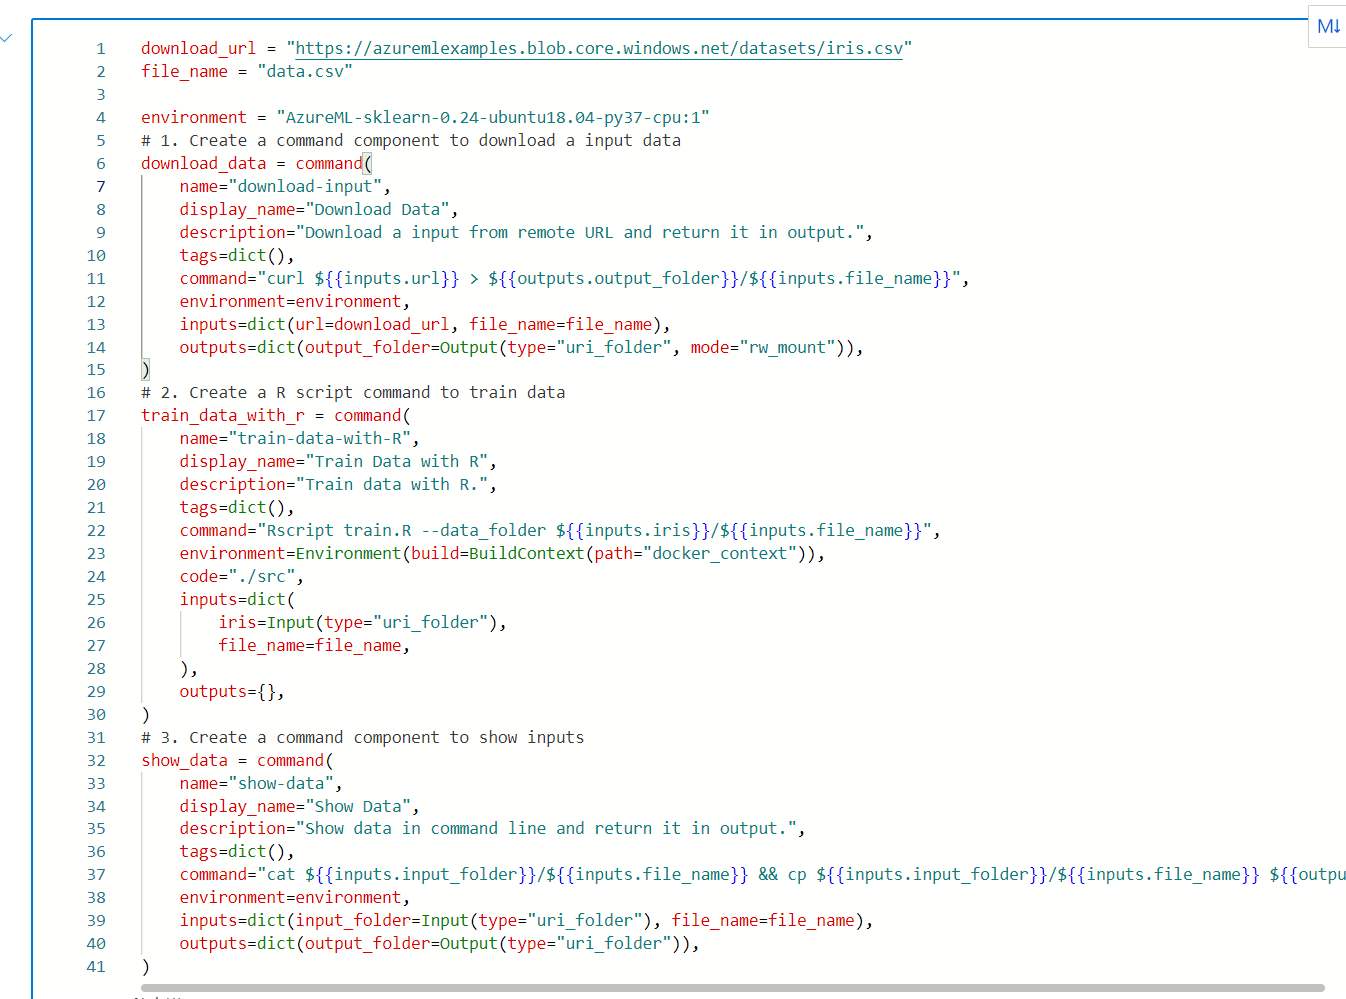 M↓
1 download_url = "https://azuremlexamples.blob.core.windows.net/datasets/iris.csv"
2 file_name = "data.csv"
3
4 environment = "AzureML-sklearn-0.24-ubuntu18.04-py37-cpu:1"
5 # 1. Create a command component to download a input data
6 download_data = command(
7     name="download-input",
8     display_name="Download Data",
9     description="Download a input from remote URL and return it in output.",
10     tags=dict(),
11     command="curl ${{inputs.url}} > ${{outputs.output_folder}}/${{inputs.file_name}}",
12     environment=environment,
13     inputs=dict(url=download_url, file_name=file_name),
14     outputs=dict(output_folder=Output(type="uri_folder", mode="rw_mount")),
15 )
16 # 2. Create a R script command to train data
17 train_data_with_r = command(
18     name="train-data-with-R",
19     display_name="Train Data with R",
20     description="Train data with R.",
21     tags=dict(),
22     command="Rscript train.R --data_folder ${{inputs.iris}}/${{inputs.file_name}}",
23     environment=Environment(build=BuildContext(path="docker_context")),
24     code="./src",
25     inputs=dict(
26         iris=Input(type="uri_folder"),
27         file_name=file_name,
28     ),
29     outputs={},
30 )
31 # 3. Create a command component to show inputs
32 show_data = command(
33     name="show-data",
34     display_name="Show Data",
35     description="Show data in command line and return it in output.",
36     tags=dict(),
37     command="cat ${{inputs.input_folder}}/${{inputs.file_name}} && cp ${{inputs.input_folder}}/${{inputs.file_name}} ${{outpu
38     environment=environment,
39     inputs=dict(input_folder=Input(type="uri_folder"), file_name=file_name),
40     outputs=dict(output_folder=Output(type="uri_folder")),
41 )